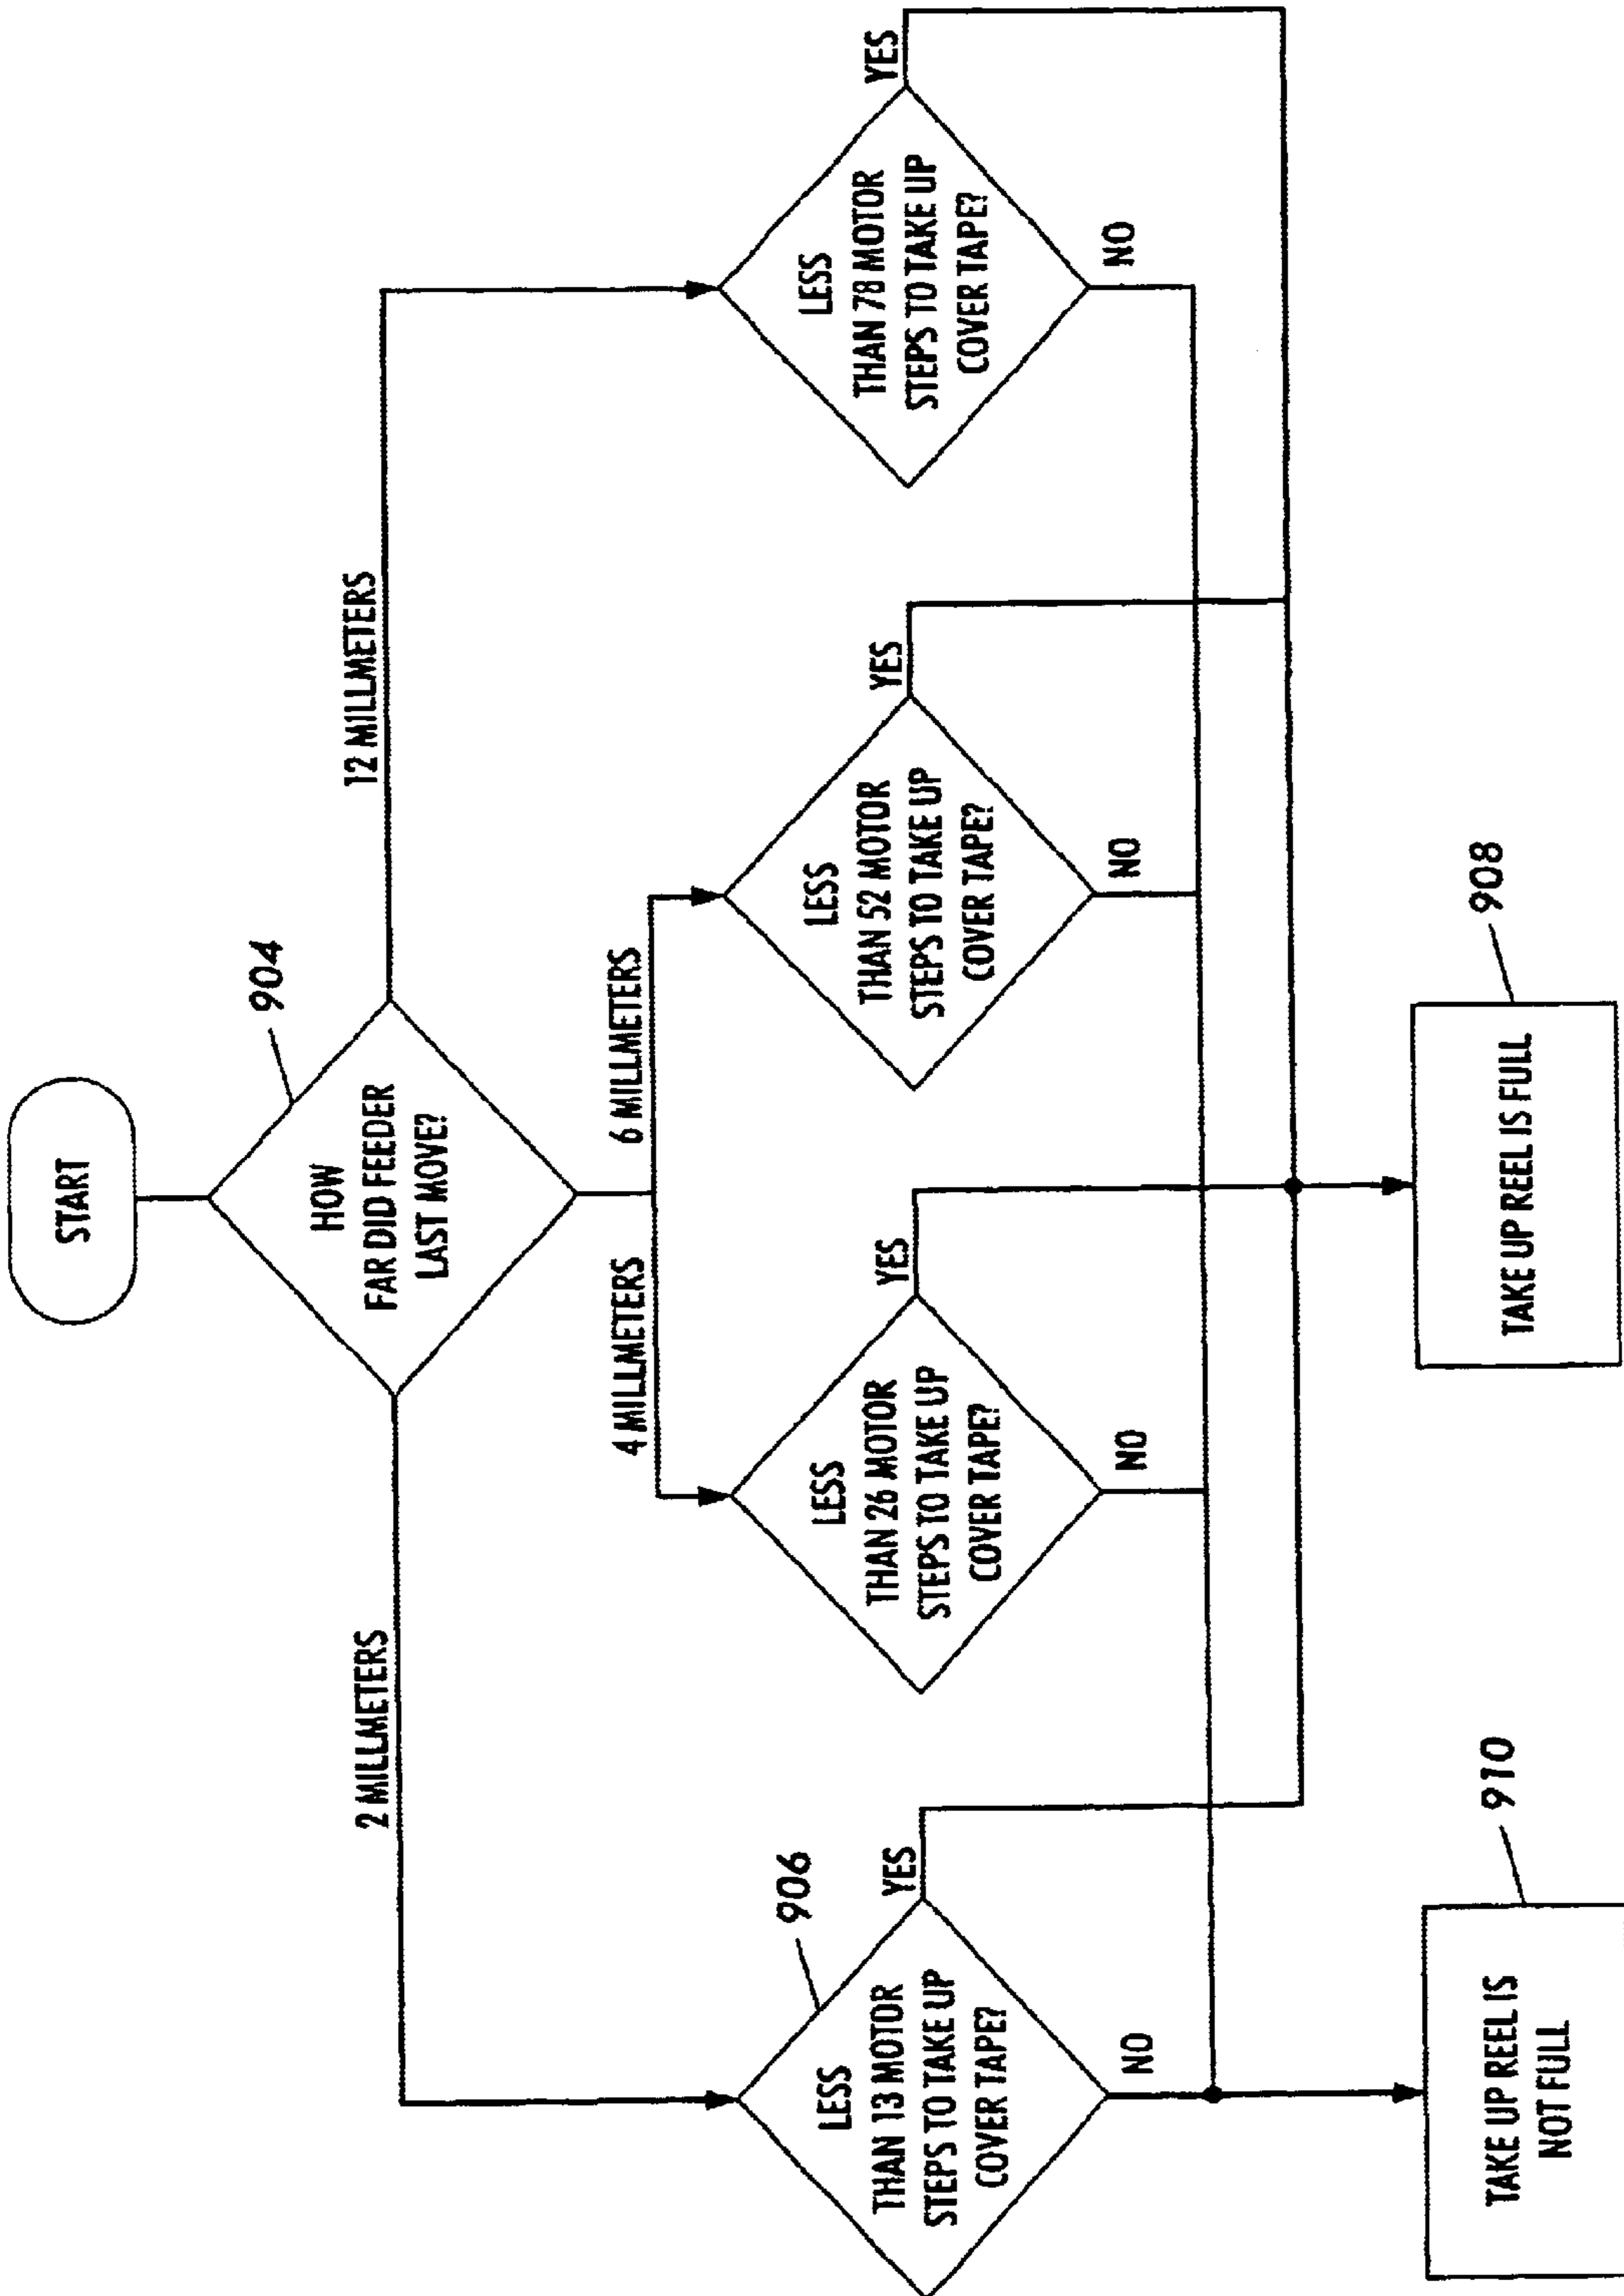 START
904
HOW
FAR DID FEEDER
LAST MOVE?
2 MILLMETERS
4 MILLMETERS
6 MILLMETERS
12 MILLMETERS
906
LESS
THAN 13 MOTOR
STEPS TO TAKE UP
COVER TAPE?
YES
NO
LESS
THAN 26 MOTOR
STEPS TO TAKE UP
COVER TAPE?
YES
NO
LESS
THAN 52 MOTOR
STEPS TO TAKE UP
COVER TAPE?
YES
NO
LESS
THAN 78 MOTOR
STEPS TO TAKE UP
COVER TAPE?
YES
NO
910
TAKE UP REEL IS
NOT FULL
908
TAKE UP REEL IS FULL